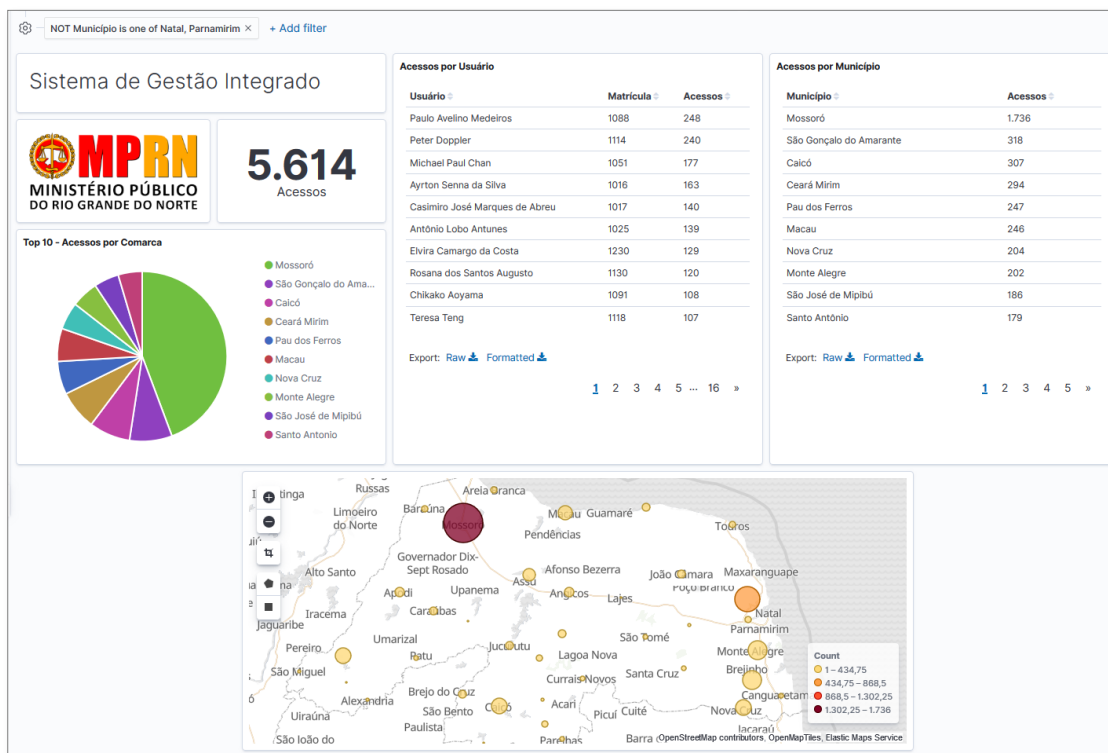 NOT Município is one of Natal, Parnamirim ×
+ Add filter
Sistema de Gestão Integrado
MPRN
MINISTÉRIO PÚBLICO
DO RIO GRANDE DO NORTE
5.614
Acessos
Top 10 - Acessos por Comarca
Mossoró
São Gonçalo do Ama...
Caicó
Ceará Mirim
Pau dos Ferros
Macau
Nova Cruz
Monte Alegre
São José de Mipibú
Santo Antonio
Acessos por Usuário
Usuário Matrícula Acessos
Paulo Avelino Medeiros 1088 248
Peter Doppler 1114 240
Michael Paul Chan 1051 177
Ayrton Senna da Silva 1016 163
Casimiro José Marques de Abreu 1017 140
Antônio Lobo Antunes 1025 139
Elvira Camargo da Costa 1230 129
Rosana dos Santos Augusto 1130 120
Chikako Aoyama 1091 108
Teresa Teng 1118 107
Export: Raw Formatted
1 2 3 4 5 ... 16 »
Acessos por Município
Município Acessos
Mossoró 1.736
São Gonçalo do Amarante 318
Caicó 307
Ceará Mirim 294
Pau dos Ferros 247
Macau 246
Nova Cruz 204
Monte Alegre 202
São José de Mipibú 186
Santo Antônio 179
Export: Raw Formatted
1 2 3 4 5 »
Russas
Areia Branca
Limoeiro
do Norte
Baraúna
Mossoró
Macau
Guamaré
Pendências
Touros
Governador Dix-
Sept Rosado
Alto Santo
Assú
Afonso Bezerra
João Câmara
Maxaranguape
Poço Branco
Apodi
Upanema
Angicos
Lajes
Iracema
Caraúbas
Natal
Jaguaribe
Parnamirim
Umarizal
São Tomé
Pereiro
Patu
Jucurutu
Lagoa Nova
Monte Alegre
São Miguel
Currais Novos
Santa Cruz
Brejinho
Alexandria
Brejo do Cruz
Canguaretam
São Bento
Caicó
Acari
Picuí
Cuité
Nova Cruz
Uiraúna
Paulista
Jacaraú
São João do
Parelhas
Barra
Count
1 – 434,75
434,75 – 868,5
868,5 – 1.302,25
1.302,25 – 1.736
OpenStreetMap contributors, OpenMapTiles, Elastic Maps Service